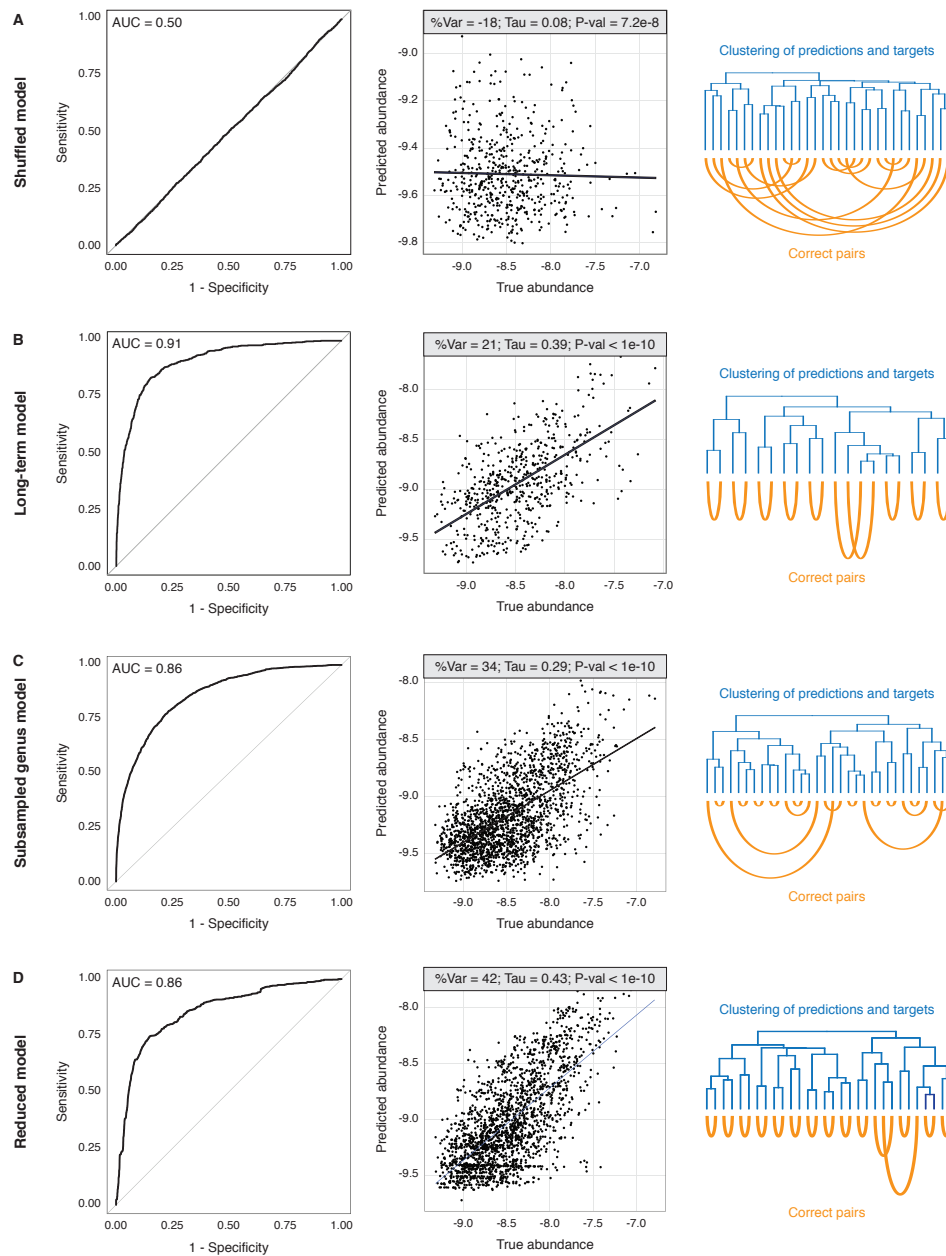 A
Shuffled model
AUC = 0.50
Sensitivity
1.00
0.75
0.50
0.25
0.00
0.00 0.25 0.50 0.75 1.00
1 - Specificity
%Var = -18; Tau = 0.08; P-val = 7.2e-8
Predicted abundance
-9.0
-9.2
-9.4
-9.6
-9.8
-9.0 -8.5 -8.0 -7.5 -7.0
True abundance
Clustering of predictions and targets
Correct pairs
B
Long-term model
AUC = 0.91
Sensitivity
1.00
0.75
0.50
0.25
0.00
0.00 0.25 0.50 0.75 1.00
1 - Specificity
%Var = 21; Tau = 0.39; P-val < 1e-10
Predicted abundance
-8.0
-8.5
-9.0
-9.5
-9.0 -8.5 -8.0 -7.5 -7.0
True abundance
Clustering of predictions and targets
Correct pairs
C
Subsampled genus model
AUC = 0.86
Sensitivity
1.00
0.75
0.50
0.25
0.00
0.00 0.25 0.50 0.75 1.00
1 - Specificity
%Var = 34; Tau = 0.29; P-val < 1e-10
Predicted abundance
-8.0
-8.5
-9.0
-9.5
-9.0 -8.5 -8.0 -7.5 -7.0
True abundance
Clustering of predictions and targets
Correct pairs
D
Reduced model
AUC = 0.86
Sensitivity
1.00
0.75
0.50
0.25
0.00
0.00 0.25 0.50 0.75 1.00
1 - Specificity
%Var = 42; Tau = 0.43; P-val < 1e-10
Predicted abundance
-8.0
-8.5
-9.0
-9.5
-9.0 -8.5 -8.0 -7.5 -7.0
True abundance
Clustering of predictions and targets
Correct pairs